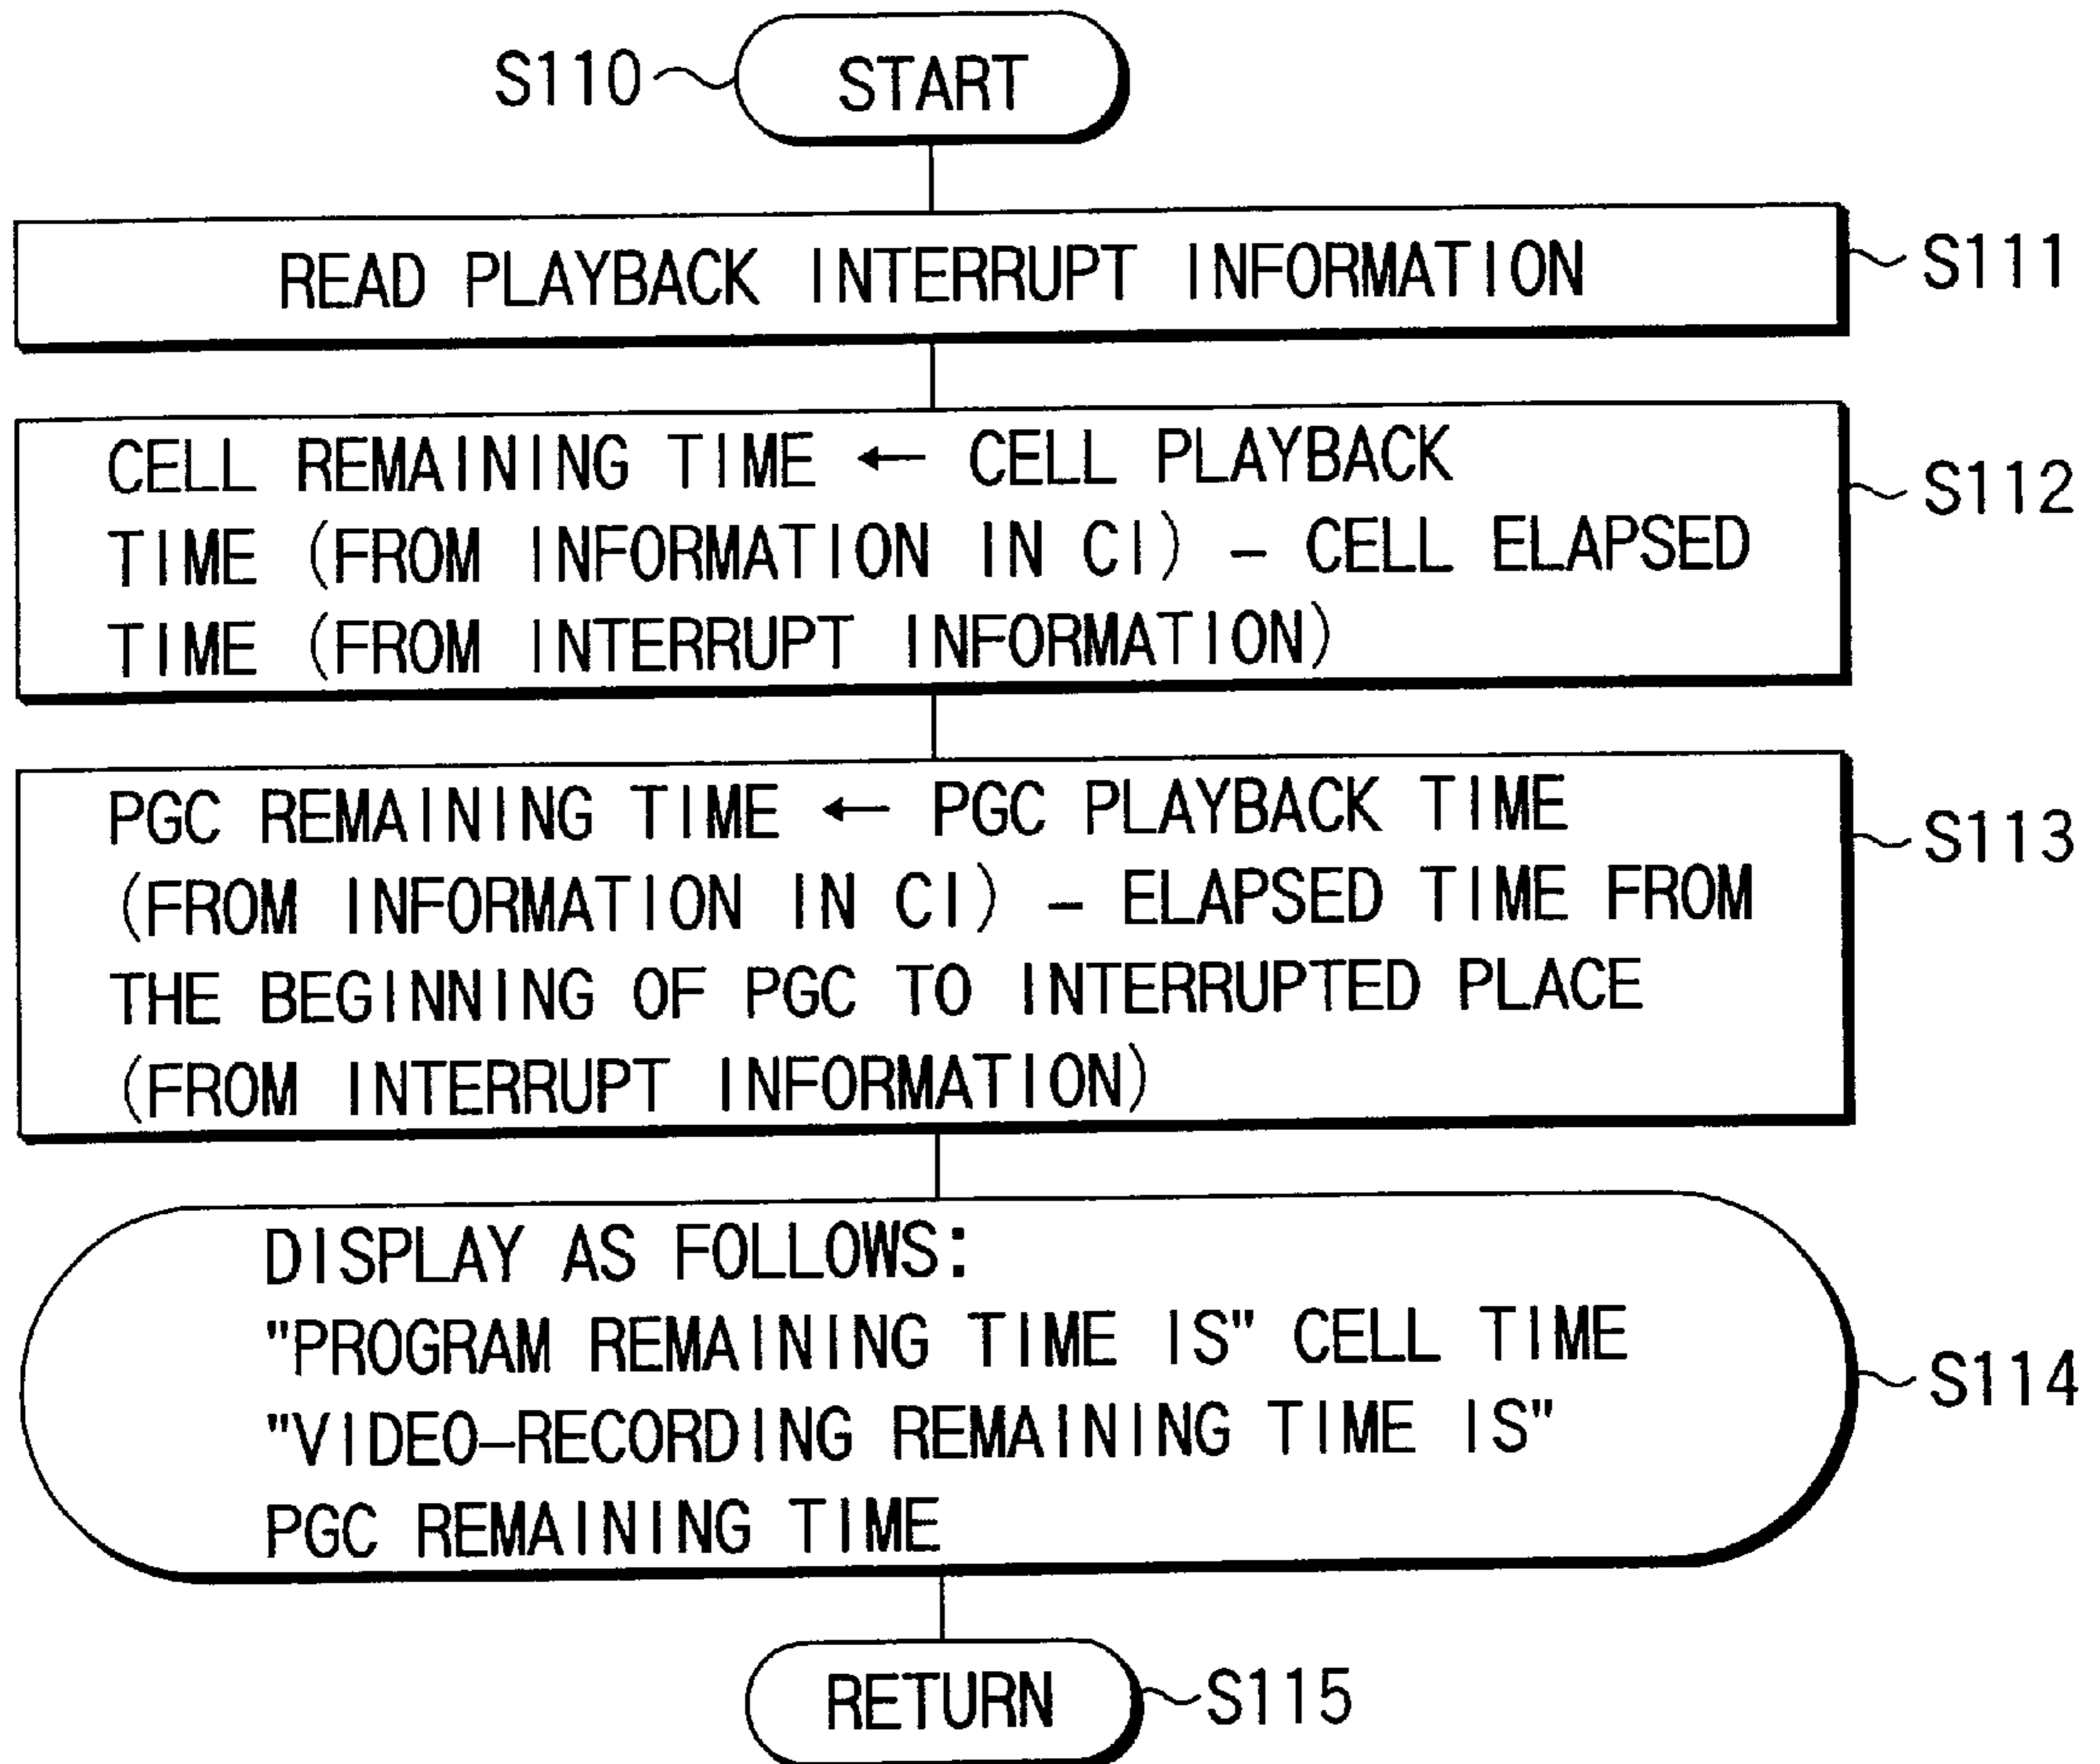 S110
START
READ PLAYBACK INTERRUPT INFORMATION
S111
CELL REMAINING TIME ← CELL PLAYBACK
TIME (FROM INFORMATION IN CI) – CELL ELAPSED
TIME (FROM INTERRUPT INFORMATION)
S112
PGC REMAINING TIME ← PGC PLAYBACK TIME
(FROM INFORMATION IN CI) – ELAPSED TIME FROM
THE BEGINNING OF PGC TO INTERRUPTED PLACE
(FROM INTERRUPT INFORMATION)
S113
DISPLAY AS FOLLOWS:
"PROGRAM REMAINING TIME IS" CELL TIME
"VIDEO–RECORDING REMAINING TIME IS"
PGC REMAINING TIME
S114
RETURN
S115